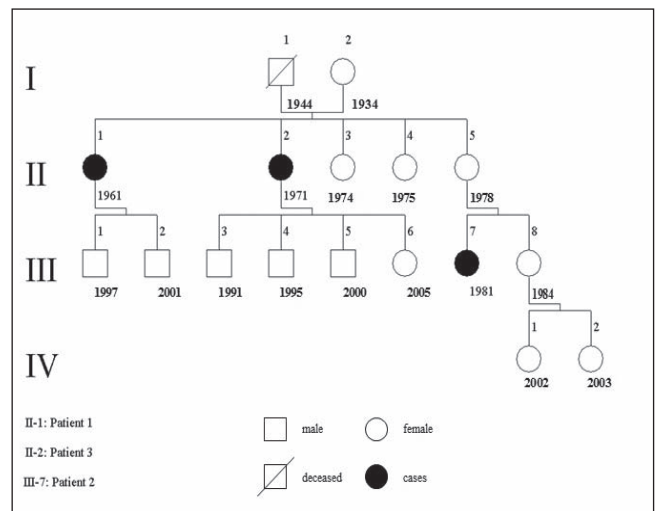 1 2
I
1944 1934
1 2 3 4 5
II
1961 1971 1974 1975 1978
1 2 3 4 5 6 7 8
III
1997 2001 1991 1995 2000 2005 1981 1984
1 2
IV
2002 2003
II-1: Patient 1
male female
II-2: Patient 3
deceased cases
III-7: Patient 2